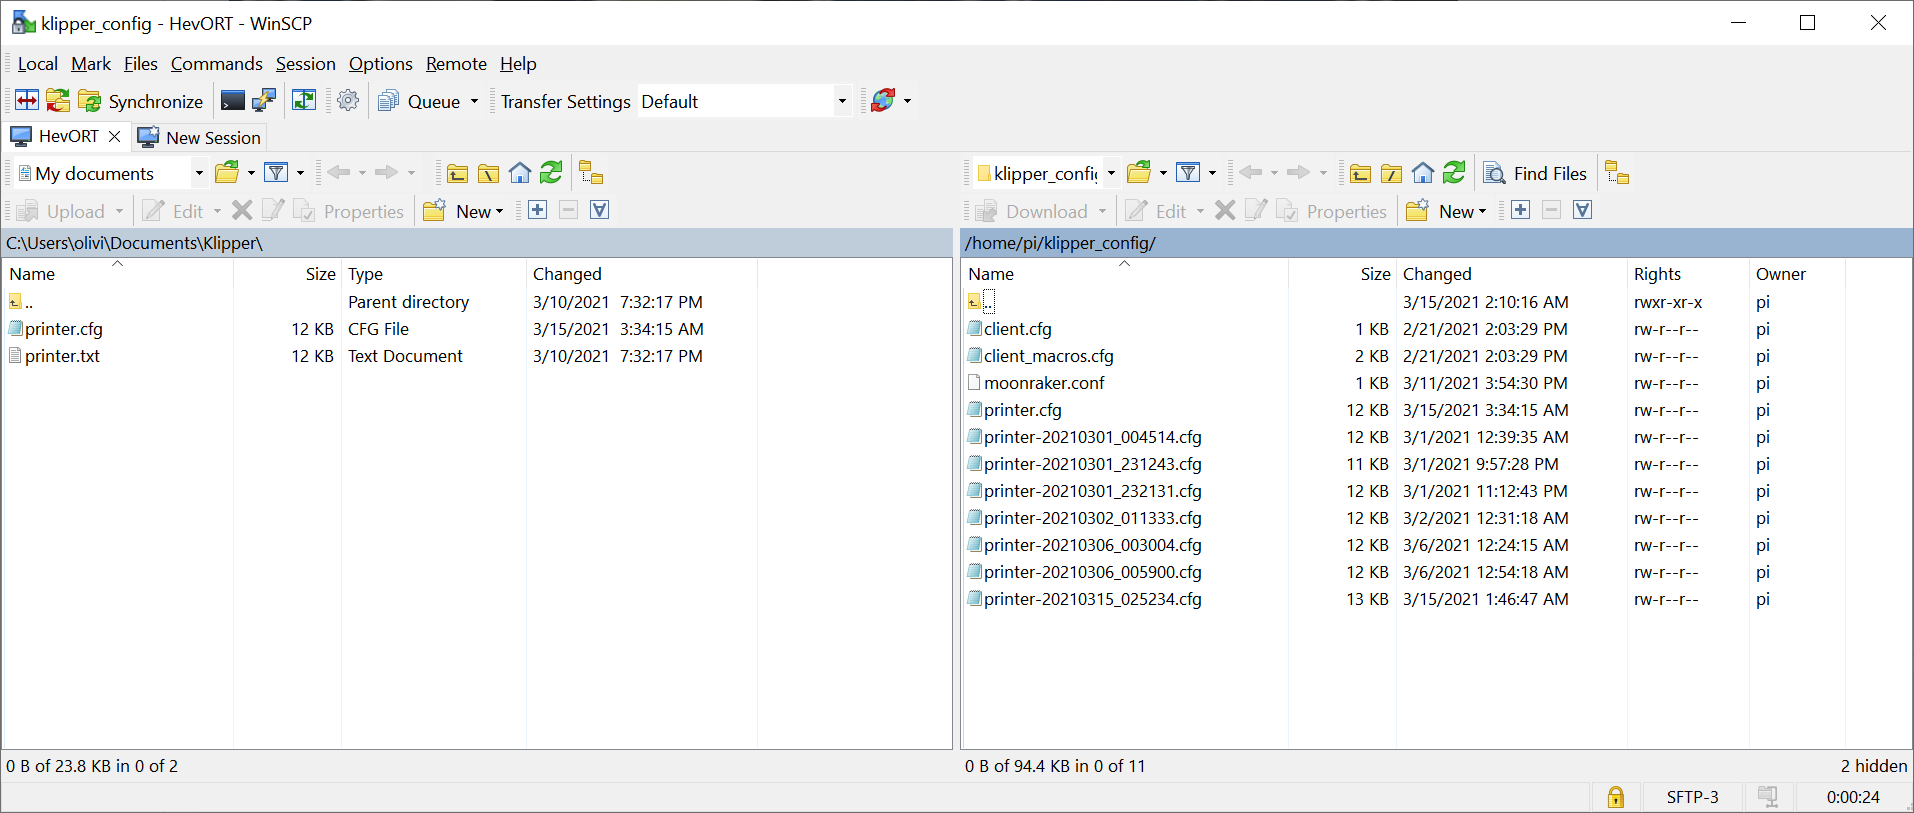 klipper_config - HevORT - WinSCP
Local Mark Files Commands Session Options Remote Help
Synchronize Queue Transfer Settings Default
HevORT New Session
My documents
klipper_config Find Files
Upload Edit Properties New
Download Edit Properties New
C:\Users\olivi\Documents\Klipper\
Name Size Type Changed
.. Parent directory 3/10/2021 7:32:17 PM
printer.cfg 12 KB CFG File 3/15/2021 3:34:15 AM
printer.txt 12 KB Text Document 3/10/2021 7:32:17 PM
0 B of 23.8 KB in 0 of 2
/home/pi/klipper_config/
Name Size Changed Rights Owner
.. 3/15/2021 2:10:16 AM rwxr-xr-x pi
client.cfg 1 KB 2/21/2021 2:03:29 PM rw-r--r-- pi
client_macros.cfg 2 KB 2/21/2021 2:03:29 PM rw-r--r-- pi
moonraker.conf 1 KB 3/11/2021 3:54:30 PM rw-r--r-- pi
printer.cfg 12 KB 3/15/2021 3:34:15 AM rw-r--r-- pi
printer-20210301_004514.cfg 12 KB 3/1/2021 12:39:35 AM rw-r--r-- pi
printer-20210301_231243.cfg 11 KB 3/1/2021 9:57:28 PM rw-r--r-- pi
printer-20210301_232131.cfg 12 KB 3/1/2021 11:12:43 PM rw-r--r-- pi
printer-20210302_011333.cfg 12 KB 3/2/2021 12:31:18 AM rw-r--r-- pi
printer-20210306_003004.cfg 12 KB 3/6/2021 12:24:15 AM rw-r--r-- pi
printer-20210306_005900.cfg 12 KB 3/6/2021 12:54:18 AM rw-r--r-- pi
printer-20210315_025234.cfg 13 KB 3/15/2021 1:46:47 AM rw-r--r-- pi
0 B of 94.4 KB in 0 of 11 2 hidden
SFTP-3 0:00:24